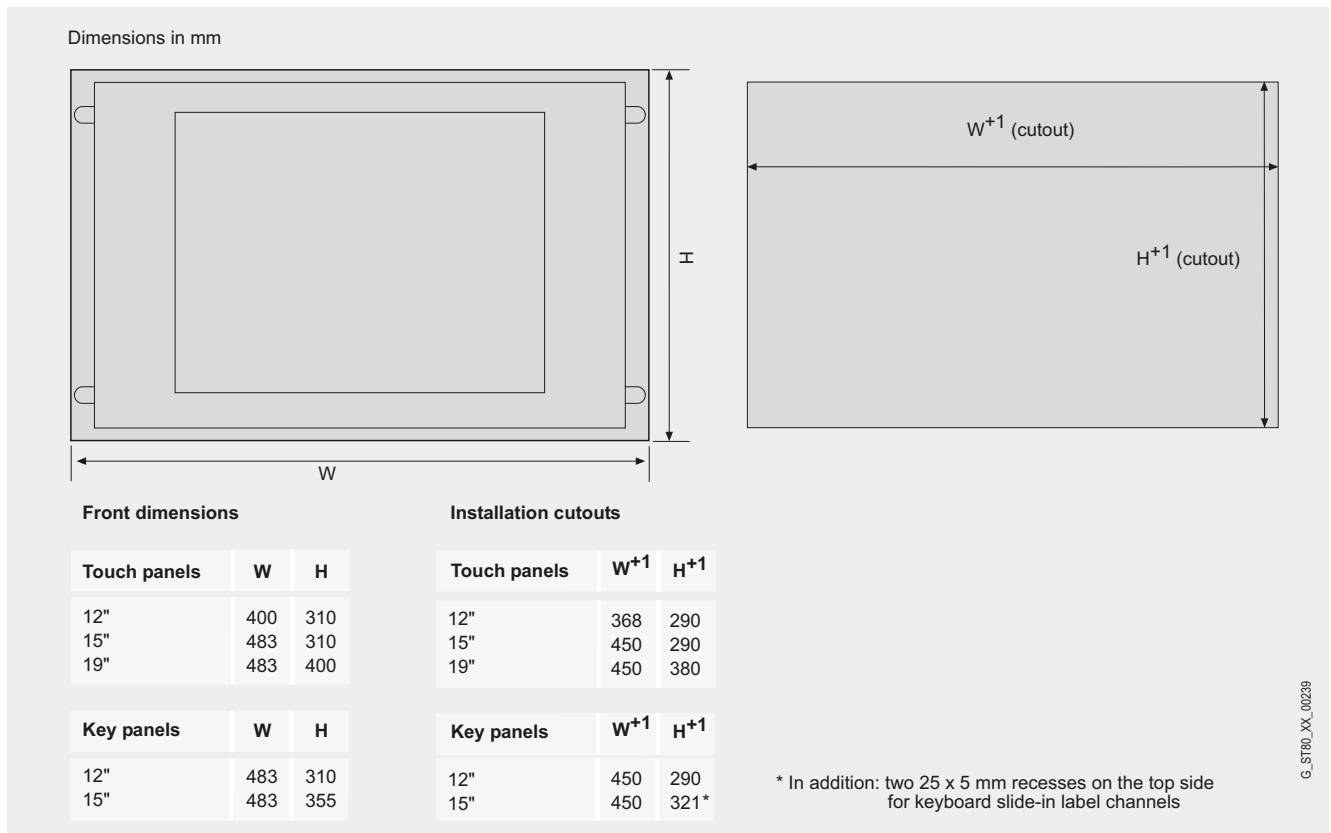 Dimensions in mm
H
W
W+1 (cutout)
H+1 (cutout)
Front dimensions
Touch panels W H
12" 400 310
15" 483 310
19" 483 400
Key panels W H
12" 483 310
15" 483 355
Installation cutouts
Touch panels W+1 H+1
12" 368 290
15" 450 290
19" 450 380
Key panels W+1 H+1
12" 450 290
15" 450 321*
* In addition: two 25 x 5 mm recesses on the top side
for keyboard slide-in label channels
G_ST80_XX_00239